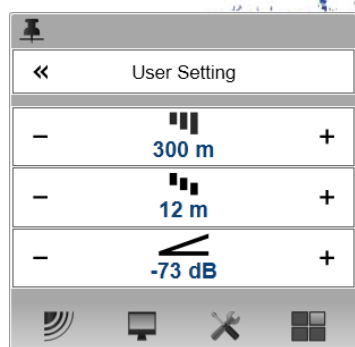 « User Setting
- 300 m +
- 12 m +
- -73 dB +